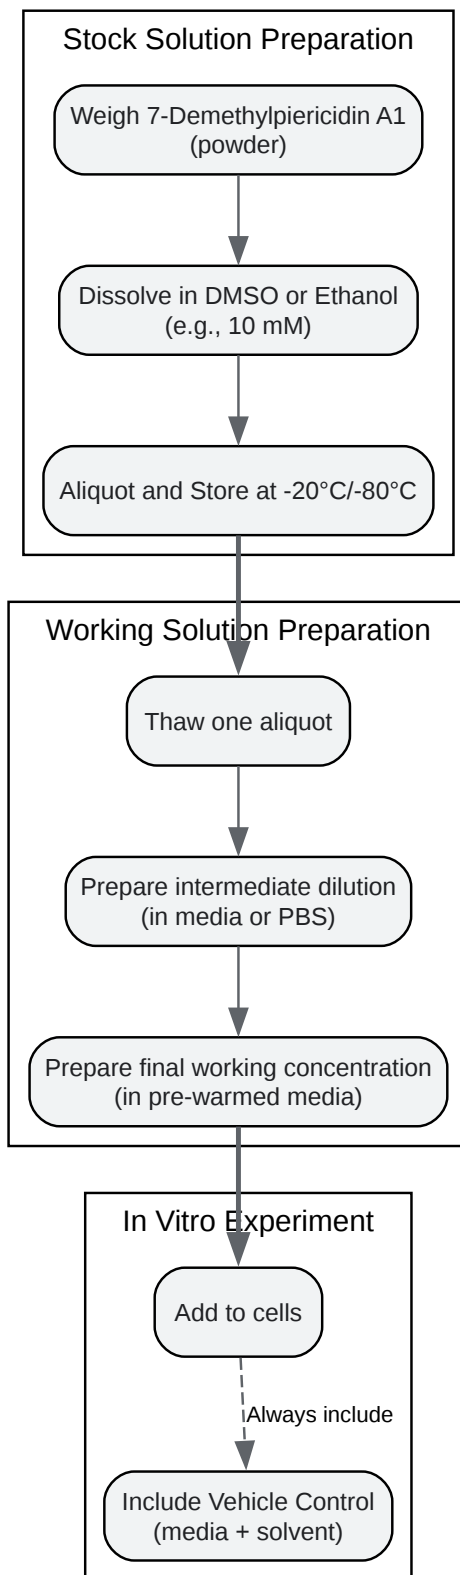 Stock Solution Preparation
Weigh 7-Demethylpiericidin A1
(powder)
Dissolve in DMSO or Ethanol
(e.g., 10 mM)
Aliquot and Store at -20°C/-80°C
Working Solution Preparation
Thaw one aliquot
Prepare intermediate dilution
(in media or PBS)
Prepare final working concentration
(in pre-warmed media)
In Vitro Experiment
Add to cells
Always include
Include Vehicle Control
(media + solvent)